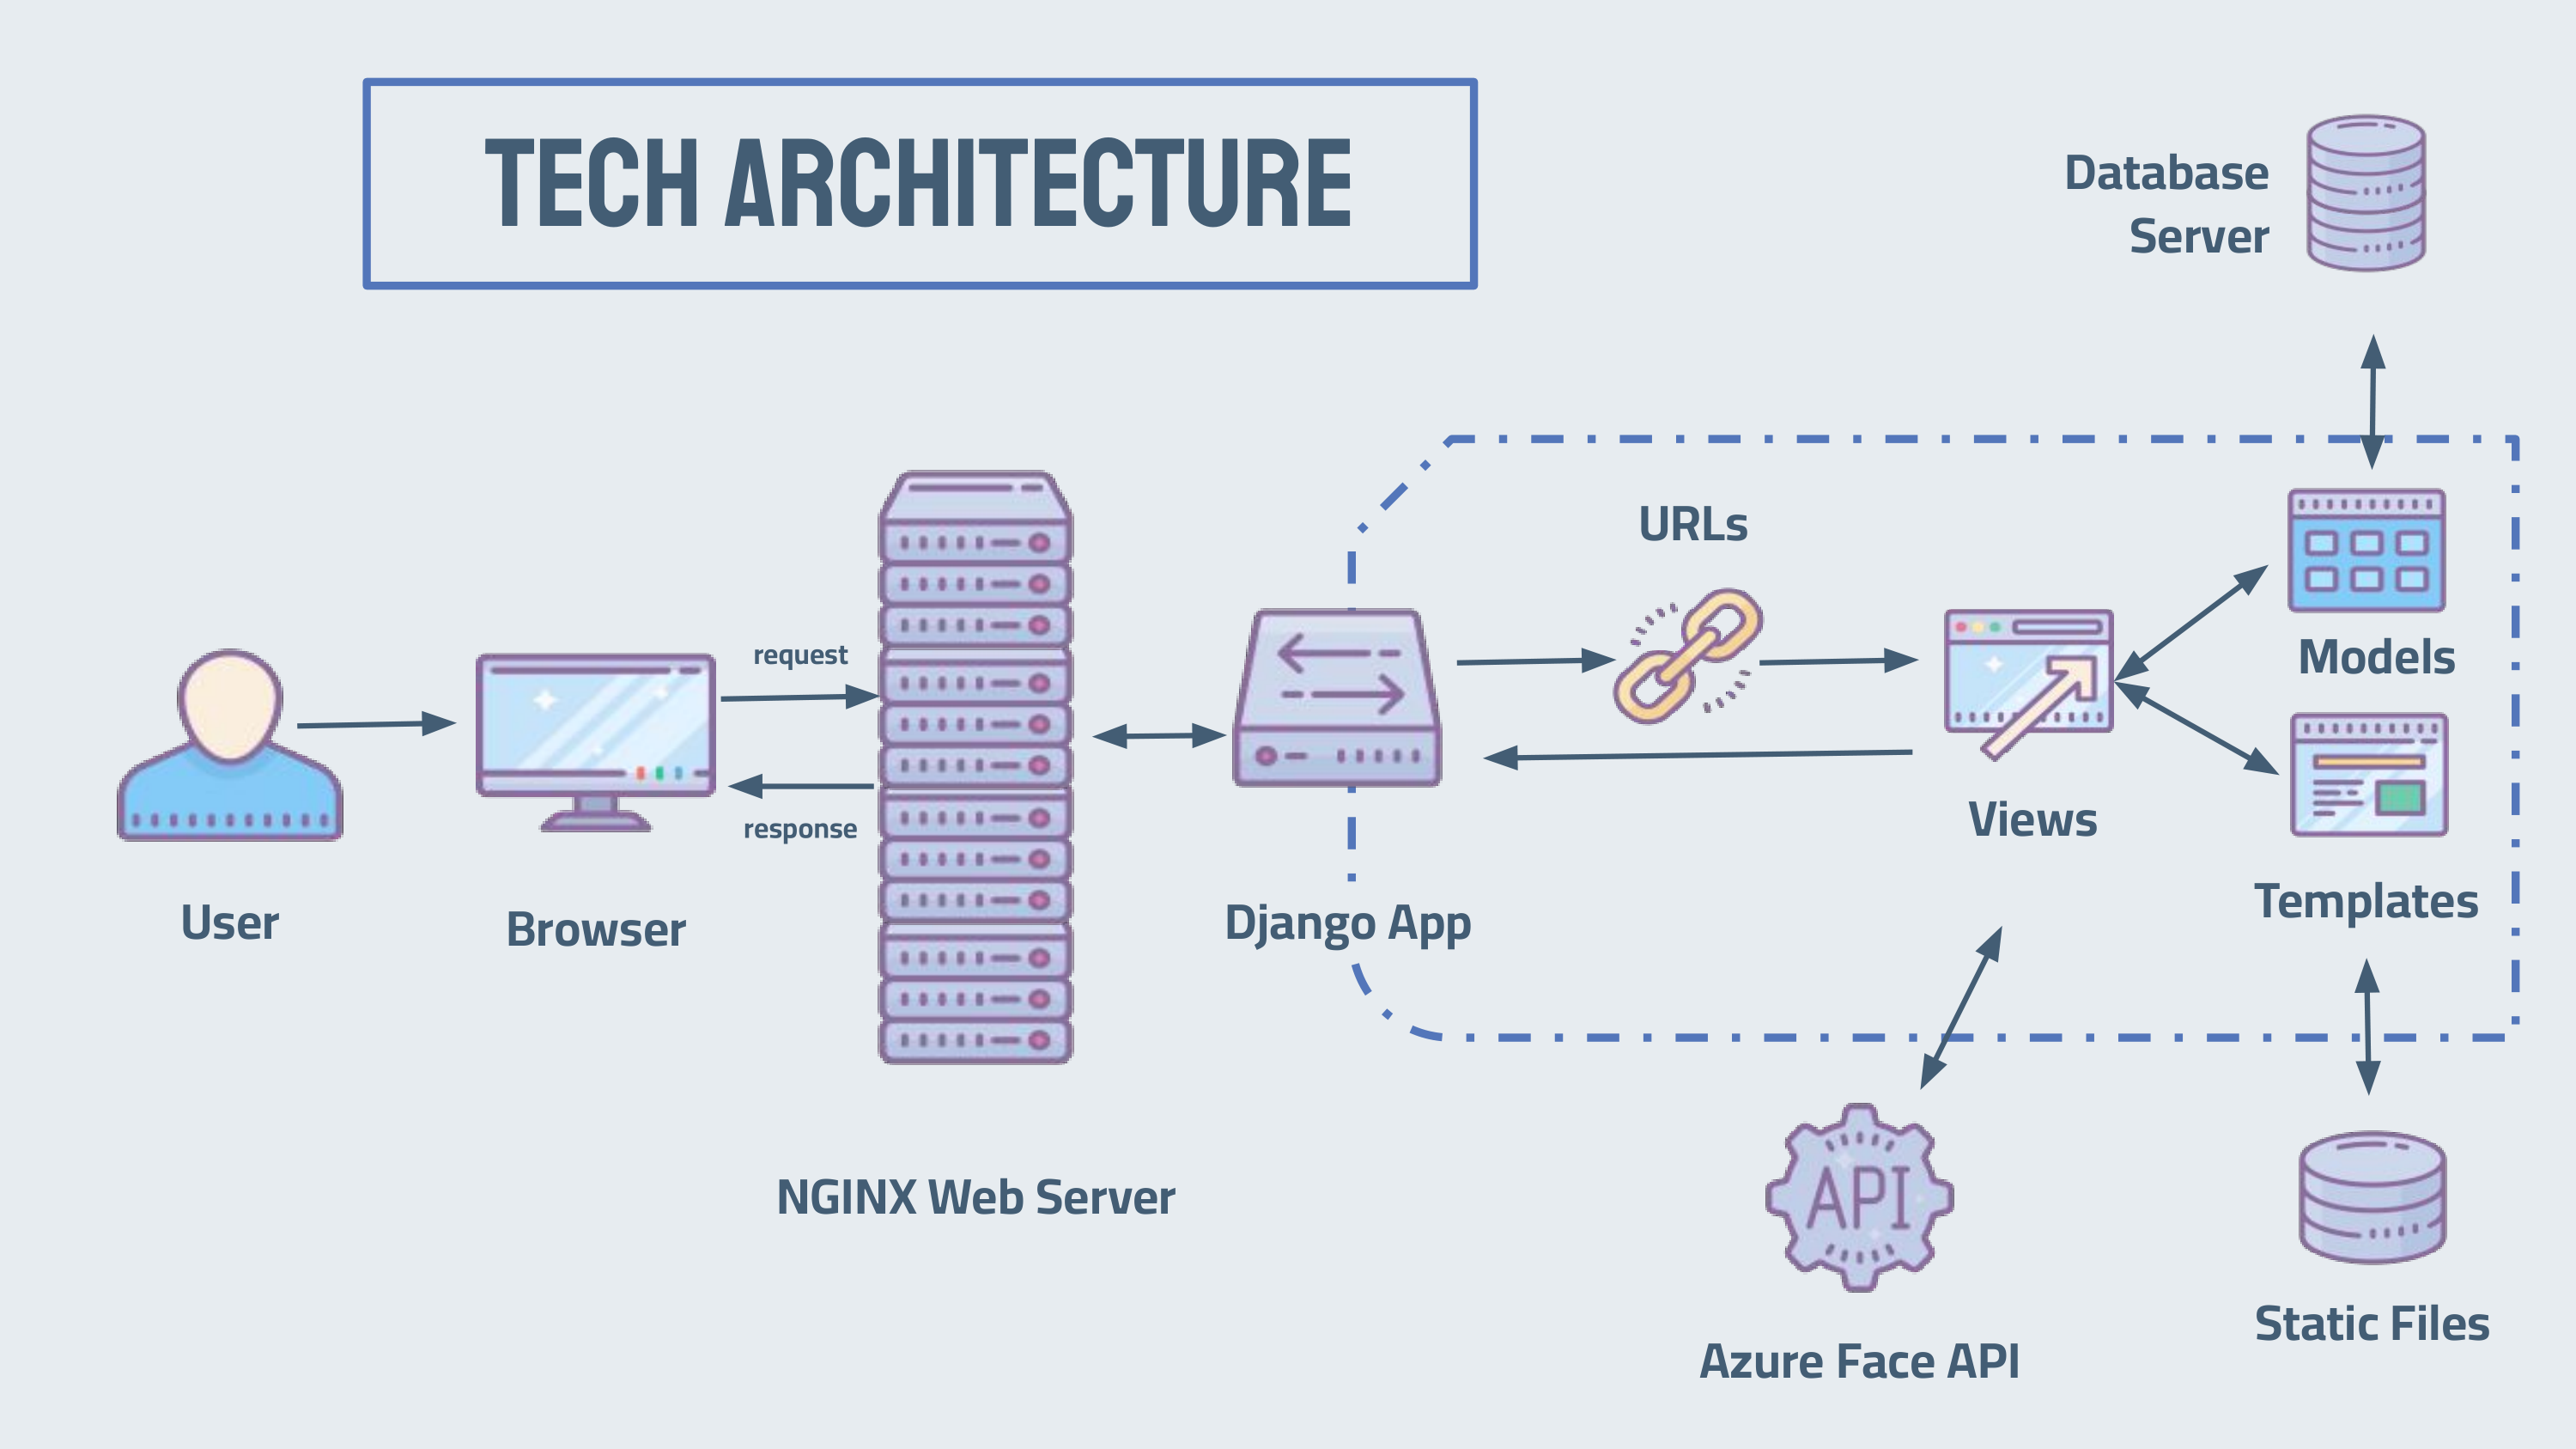 TECH ARCHITECTURE
Database
Server
URLs
request
Models
response
Views
Templates
User
Browser
Django App
NGINX Web Server
API
Static Files
Azure Face API